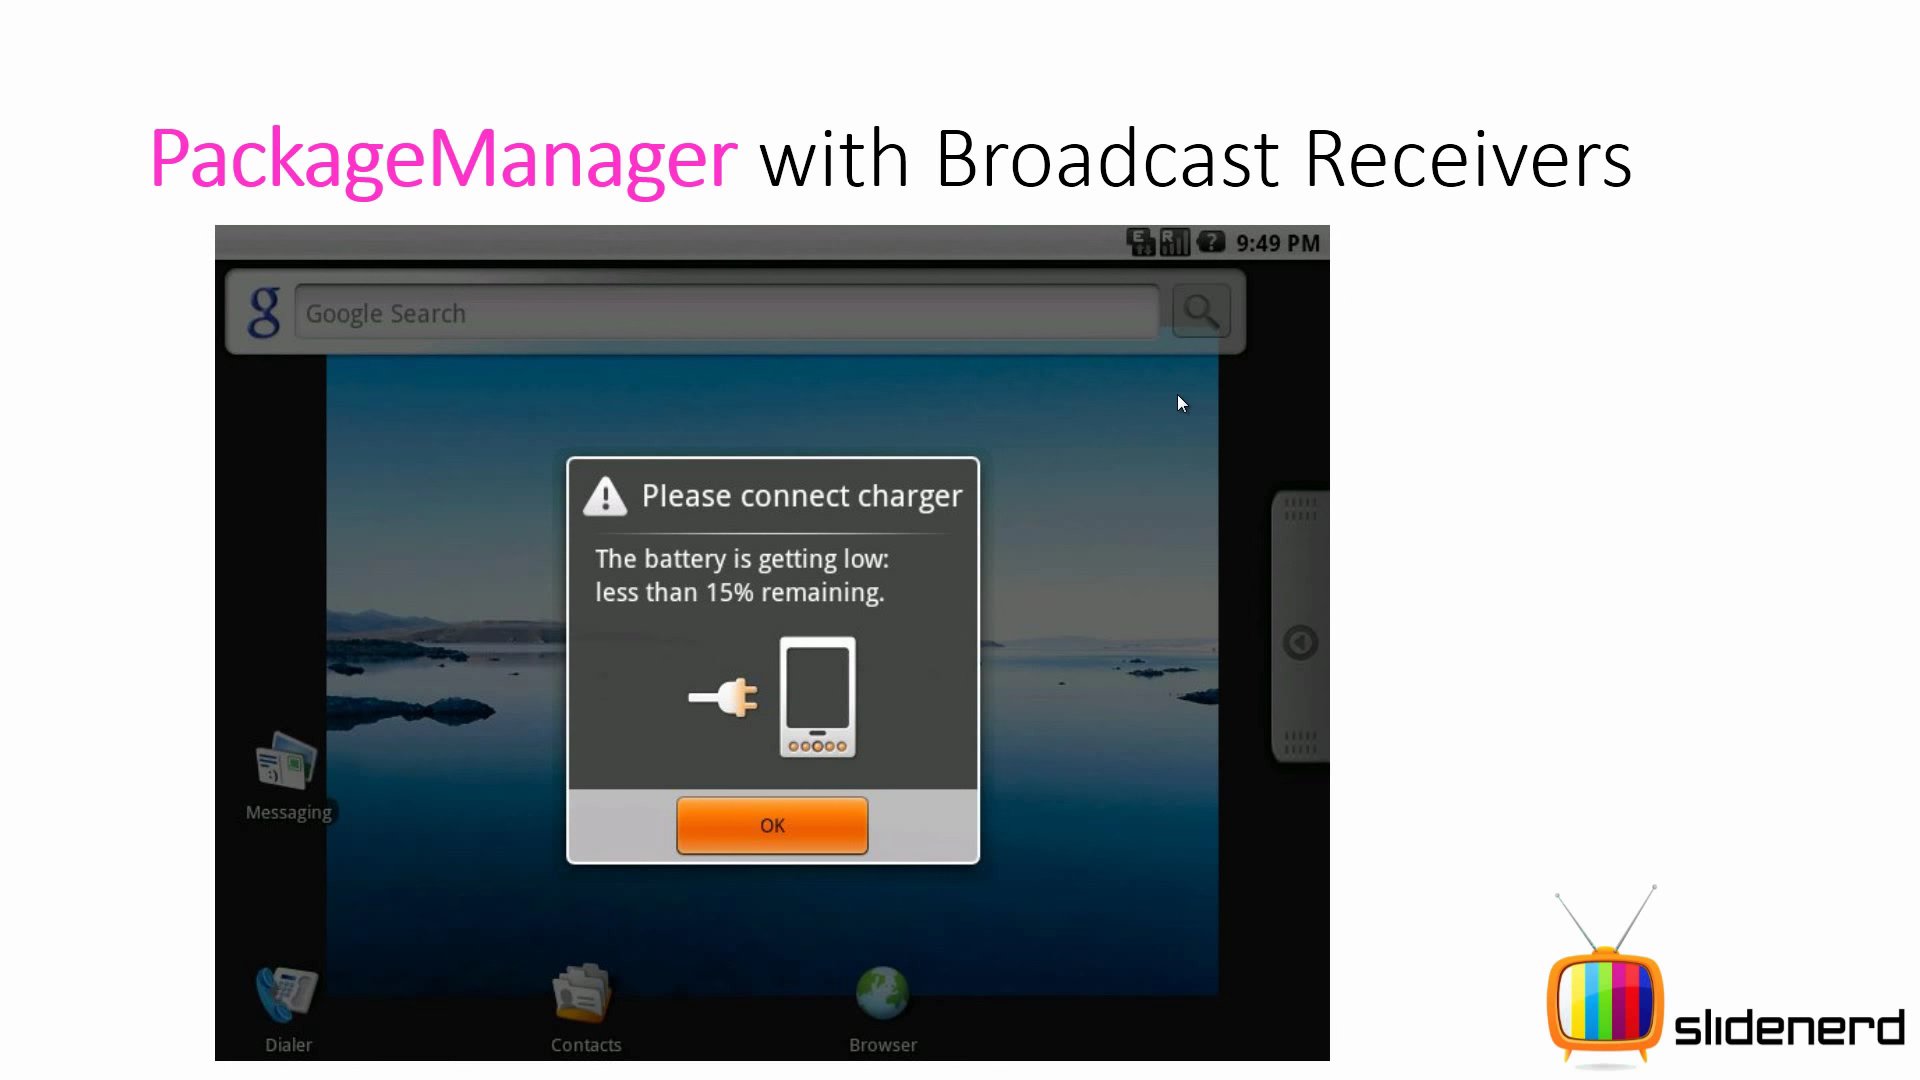 PackageManager with Broadcast Receivers
E R ? 9:49 PM
g Google Search
Please connect charger
The battery is getting low:
less than 15% remaining.
OK
Messaging
Dialer Contacts Browser
slidenerd